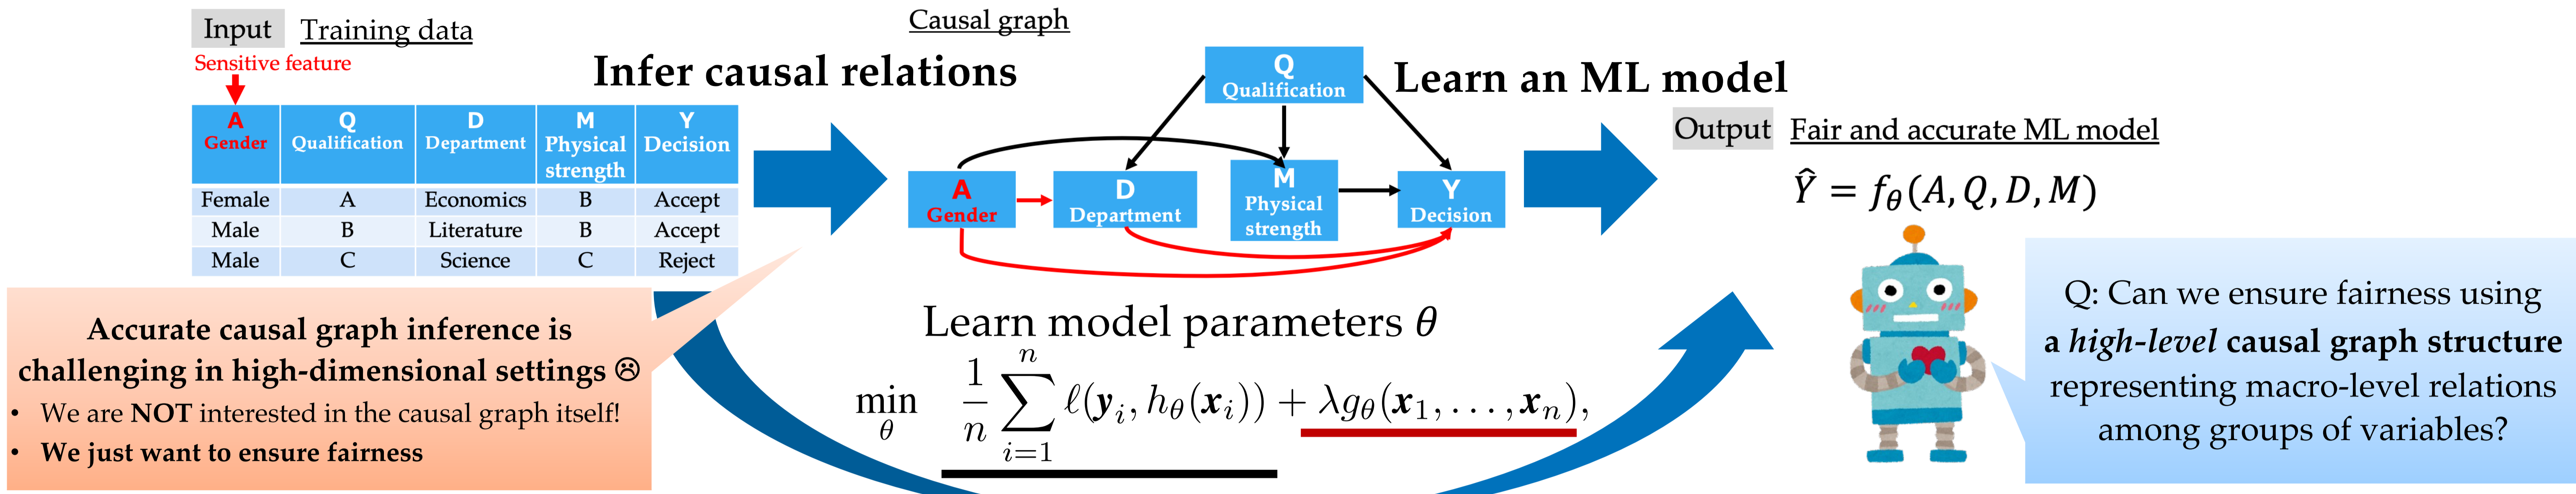 Input Training data
Sensitive feature
A Q D M Y
Gender Qualification Department Physical strength Decision
Female A Economics B Accept
Male B Literature B Accept
Male C Science C Reject
Accurate causal graph inference is
challenging in high-dimensional settings ☹
• We are NOT interested in the causal graph itself!
• We just want to ensure fairness
Infer causal relations
Causal graph
Q
Qualification
A
Gender
D
Department
M
Physical
strength
Y
Decision
Learn model parameters θ
min_θ 1/n ∑_{i=1}^{n} ℓ(y_i, h_θ(x_i)) + λg_θ(x_1, . . . , x_n),
Learn an ML model
Output Fair and accurate ML model
Ŷ = f_θ(A, Q, D, M)
Q: Can we ensure fairness using
a high-level causal graph structure
representing macro-level relations
among groups of variables?